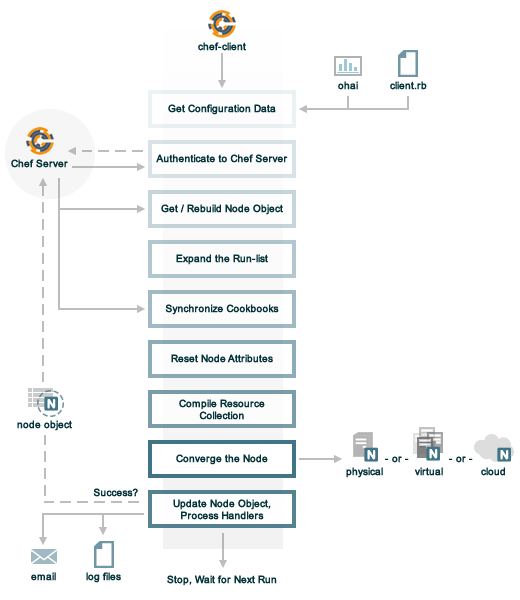 chef-client
ohai
client.rb
Get Configuration Data
Chef Server
Authenticate to Chef Server
Get / Rebuild Node Object
Expand the Run-list
Synchronize Cookbooks
Reset Node Attributes
Compile Resource
Collection
N
node object
Converge the Node
N
physical
- or -
N
virtual
- or -
N
cloud
Success?
Update Node Object,
Process Handlers
email
log files
Stop, Wait for Next Run